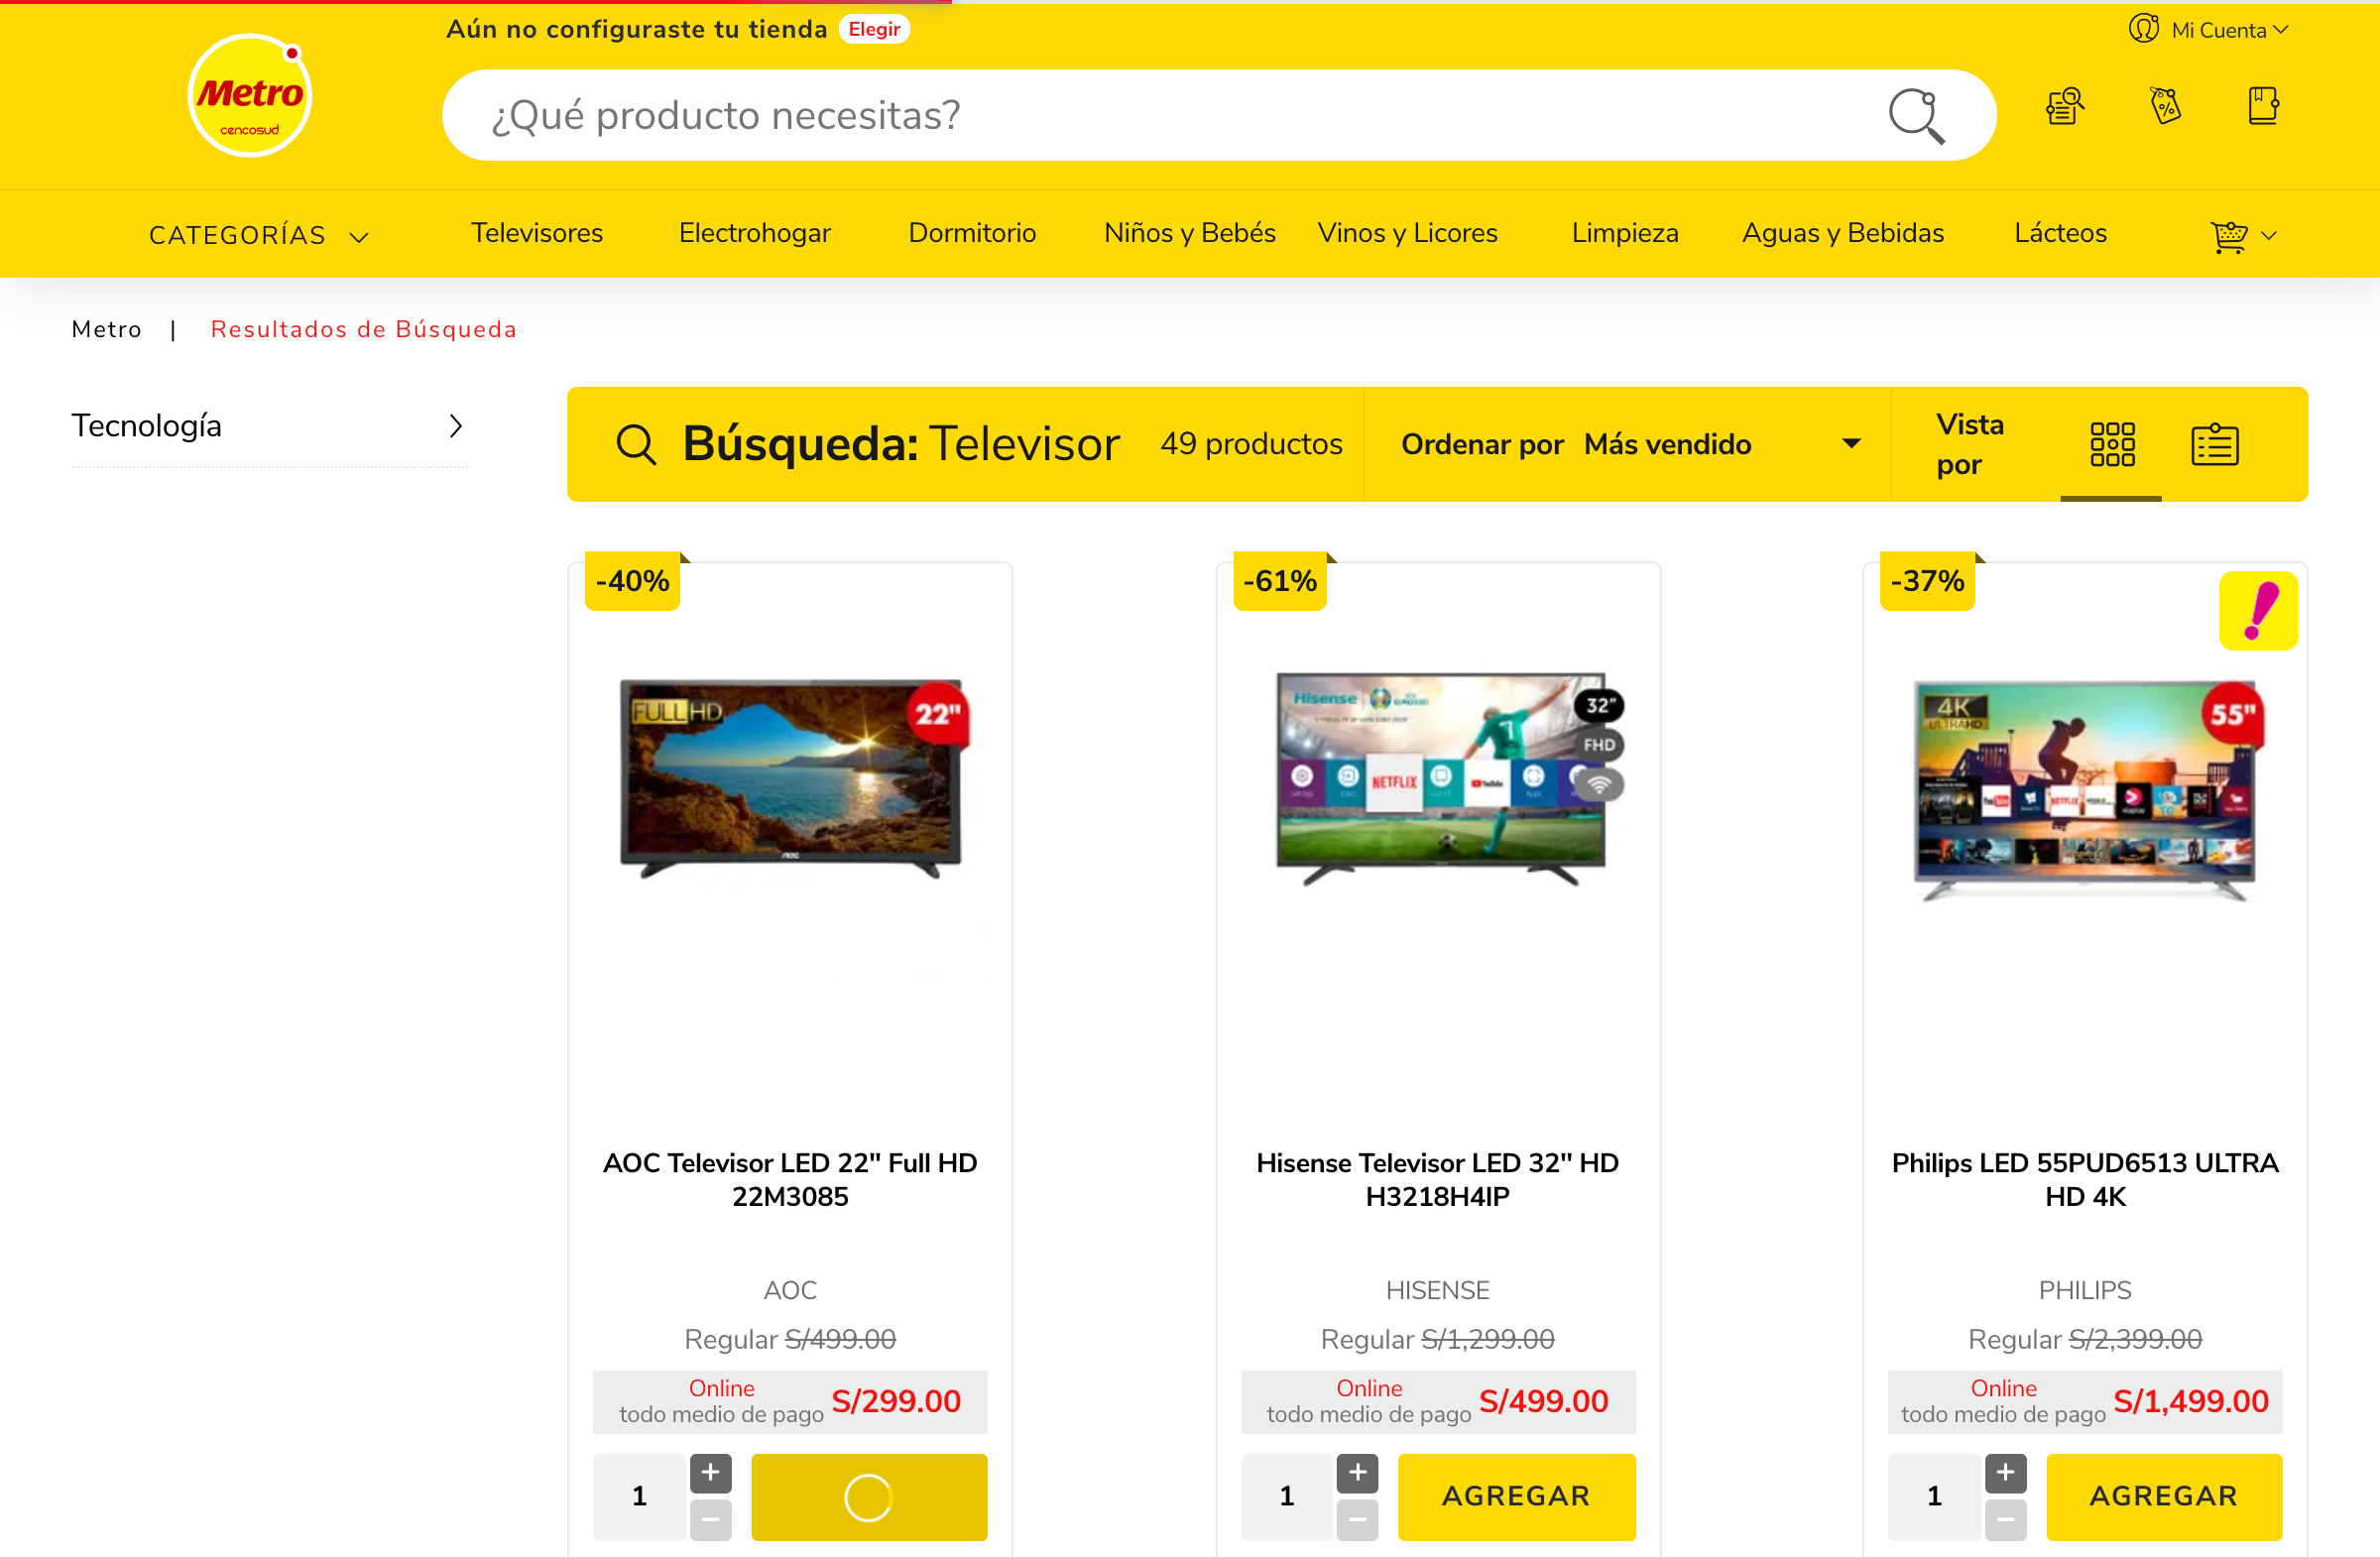 Aún no configuraste tu tienda Elegir
Mi Cuenta
Metro
cencosud
¿Qué producto necesitas?
CATEGORÍAS
Televisores
Electrohogar
Dormitorio
Niños y Bebés
Vinos y Licores
Limpieza
Aguas y Bebidas
Lácteos
Metro | Resultados de Búsqueda
Tecnología
Búsqueda: Televisor 49 productos
Ordenar por Más vendido
Vista
por
-40%
FULL HD
22"
AOC
AOC Televisor LED 22" Full HD
22M3085
AOC
Regular S/499.00
Online
todo medio de pago
S/299.00
1
+
−
-61%
Hisense
32"
FHD
NETFLIX
YouTube
Hisense Televisor LED 32" HD
H3218H4IP
HISENSE
Regular S/1,299.00
Online
todo medio de pago
S/499.00
1
+
−
AGREGAR
-37%
!
4K
ULTRAHD
55"
YouTube
NETFLIX
Philips LED 55PUD6513 ULTRA
HD 4K
PHILIPS
Regular S/2,399.00
Online
todo medio de pago
S/1,499.00
1
+
−
AGREGAR